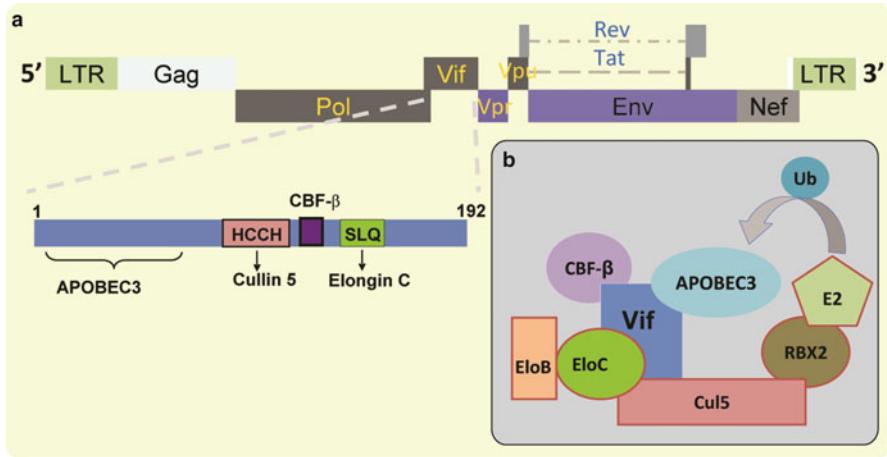 a
5' LTR Gag Pol Vif Vpr Vpu Rev Tat Env Nef LTR 3'
1 CBF-β 192
HCCH SLQ
APOBEC3 Cullin 5 Elongin C
b
Ub
CBF-β APOBEC3 E2
Vif
EloB EloC RBX2
Cul5